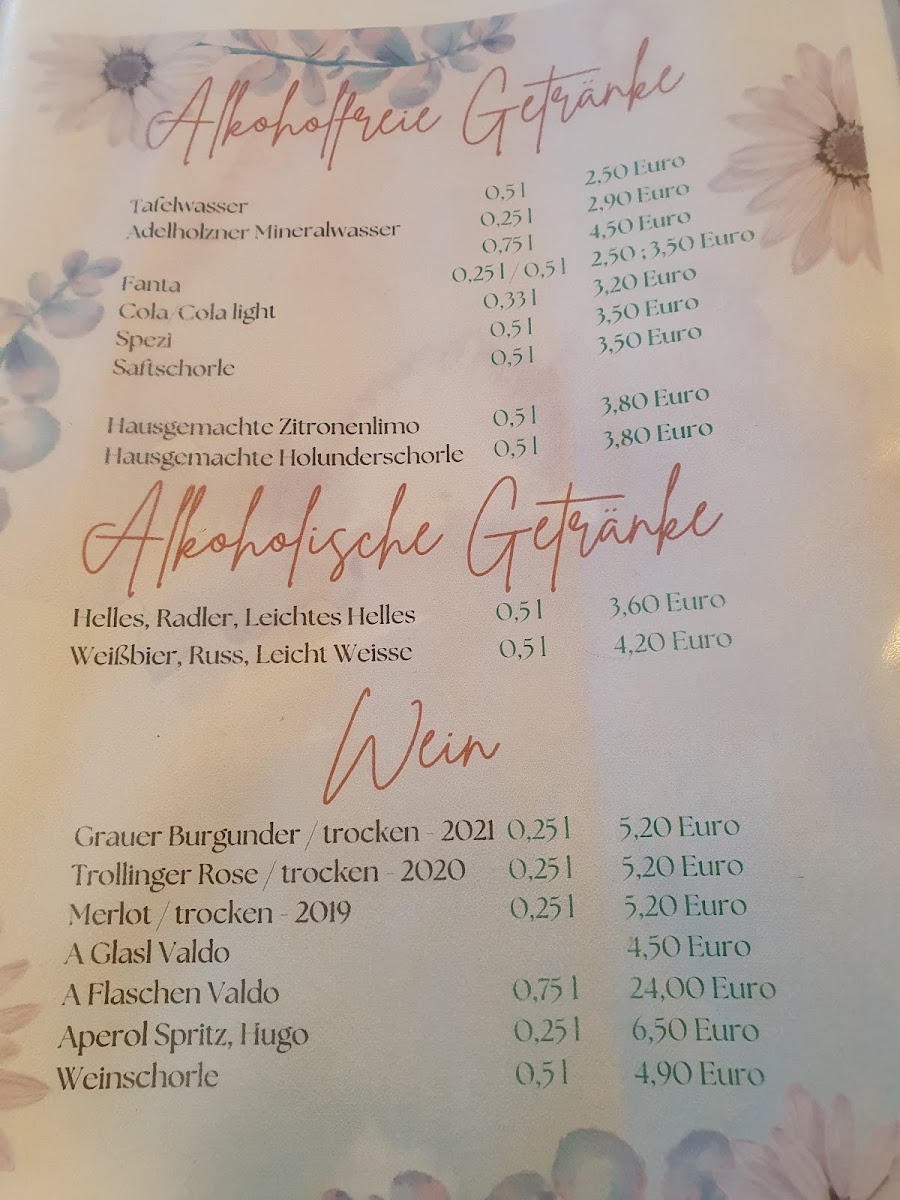 Alkoholfreie Getränke
Tafelwasser 0,5 l 2,50 Euro
Adelholzner Mineralwasser 0,25 l 2,90 Euro
0,75 l 4,50 Euro
Fanta 0,25 l / 0,5 l 2,50 ; 3,50 Euro
Cola/Cola light 0,33 l 3,20 Euro
Spezi 0,5 l 3,50 Euro
Saftschorle 0,5 l 3,50 Euro
Hausgemachte Zitronenlimo 0,5 l 3,80 Euro
Hausgemachte Holunderschorle 0,5 l 3,80 Euro
Alkoholische Getränke
Helles, Radler, Leichtes Helles 0,5 l 3,60 Euro
Weißbier, Russ, Leicht Weisse 0,5 l 4,20 Euro
Wein
Grauer Burgunder / trocken - 2021 0,25 l 5,20 Euro
Trollinger Rose / trocken - 2020 0,25 l 5,20 Euro
Merlot / trocken - 2019 0,25 l 5,20 Euro
A Glasl Valdo 4,50 Euro
A Flaschen Valdo 0,75 l 24,00 Euro
Aperol Spritz, Hugo 0,25 l 6,50 Euro
Weinschorle 0,5 l 4,90 Euro